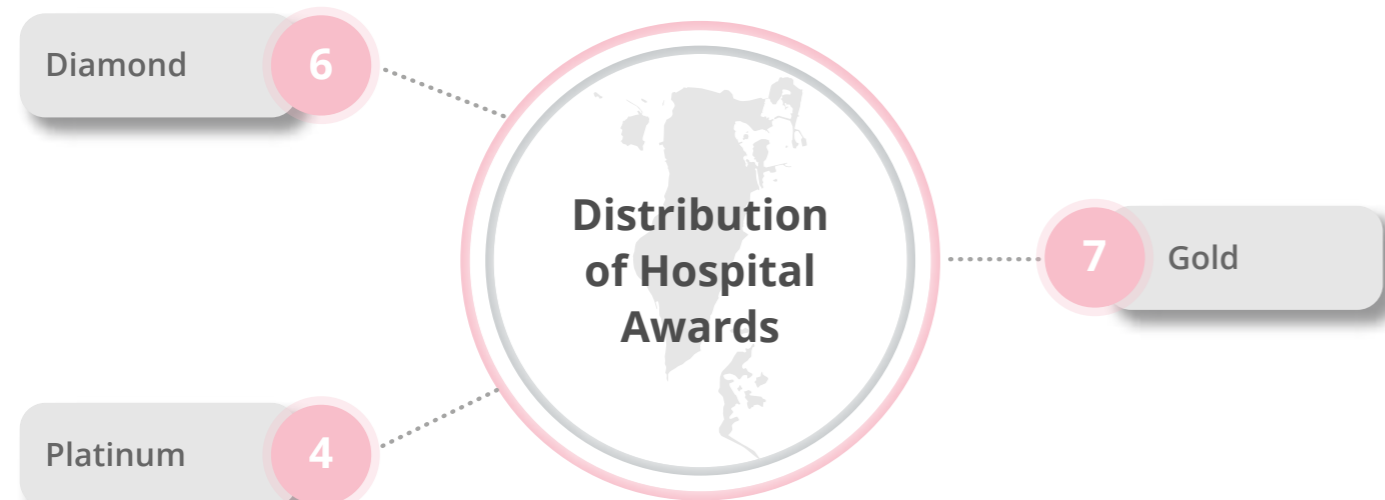 Diamond
6
Distribution
of Hospital
Awards
7
Gold
Platinum
4